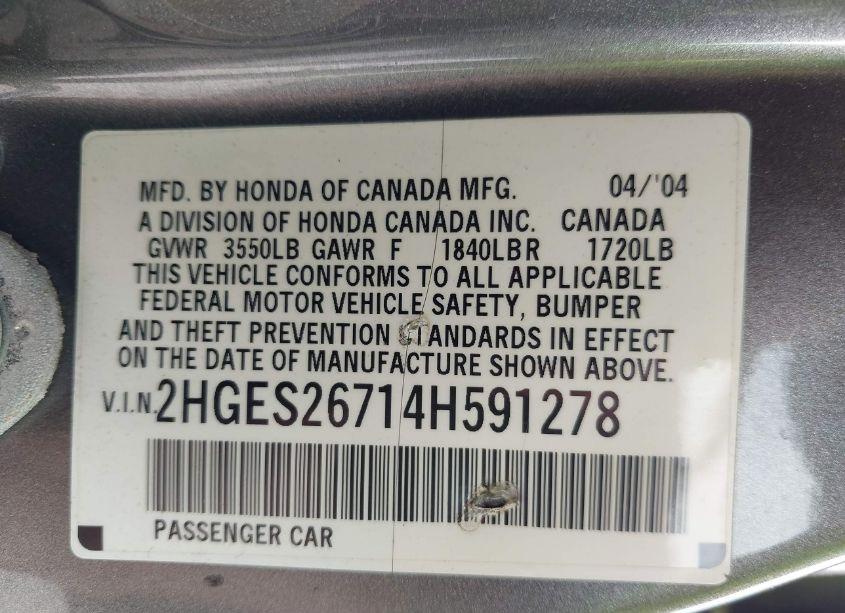 MFD. BY HONDA OF CANADA MFG. 04/'04
A DIVISION OF HONDA CANADA INC. CANADA
GVWR 3550LB GAWR F 1840LB R 1720LB
THIS VEHICLE CONFORMS TO ALL APPLICABLE
FEDERAL MOTOR VEHICLE SAFETY, BUMPER
AND THEFT PREVENTION STANDARDS IN EFFECT
ON THE DATE OF MANUFACTURE SHOWN ABOVE.
V.I.N. 2HGES26714H591278
PASSENGER CAR